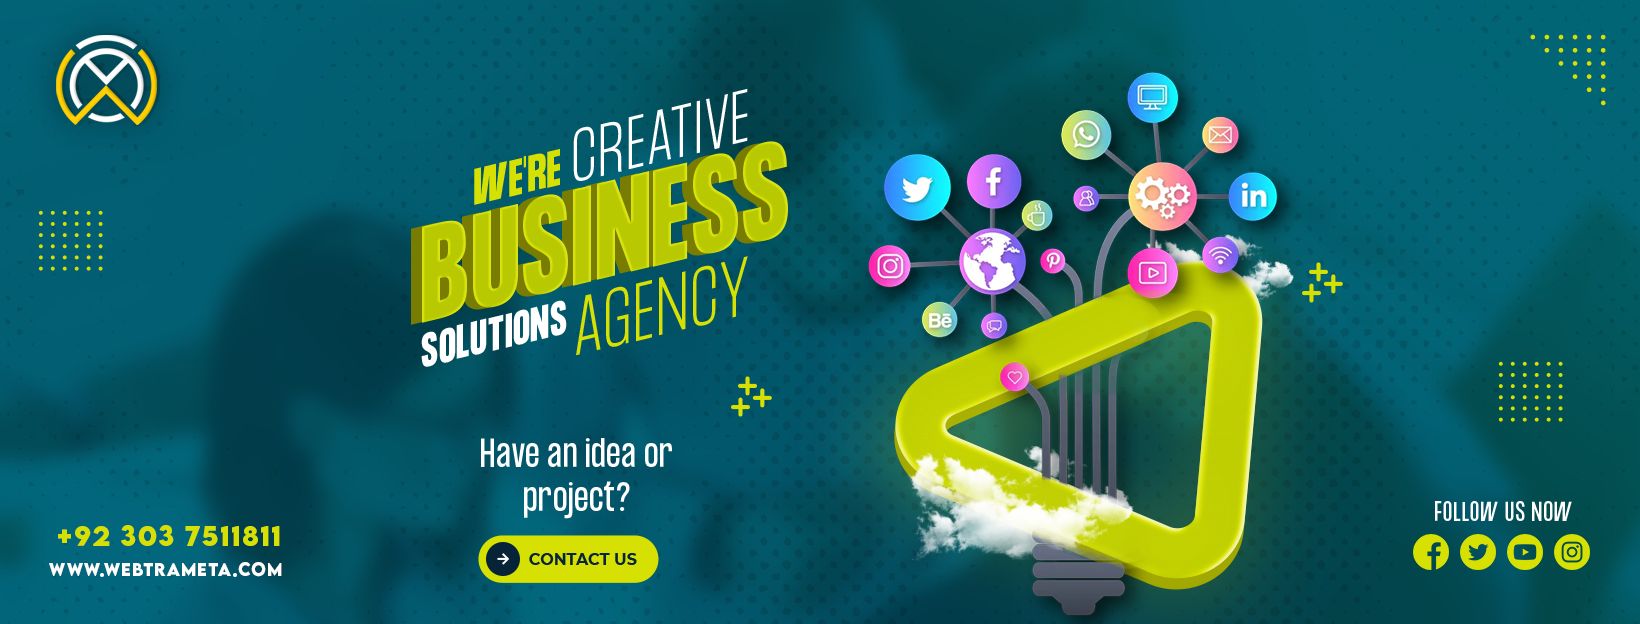 WE'RE CREATIVE
BUSINESS
SOLUTIONS AGENCY
Have an idea or
project?
CONTACT US
+92 303 7511811
WWW.WEBTRAMETA.COM
f
in
Bē
FOLLOW US NOW